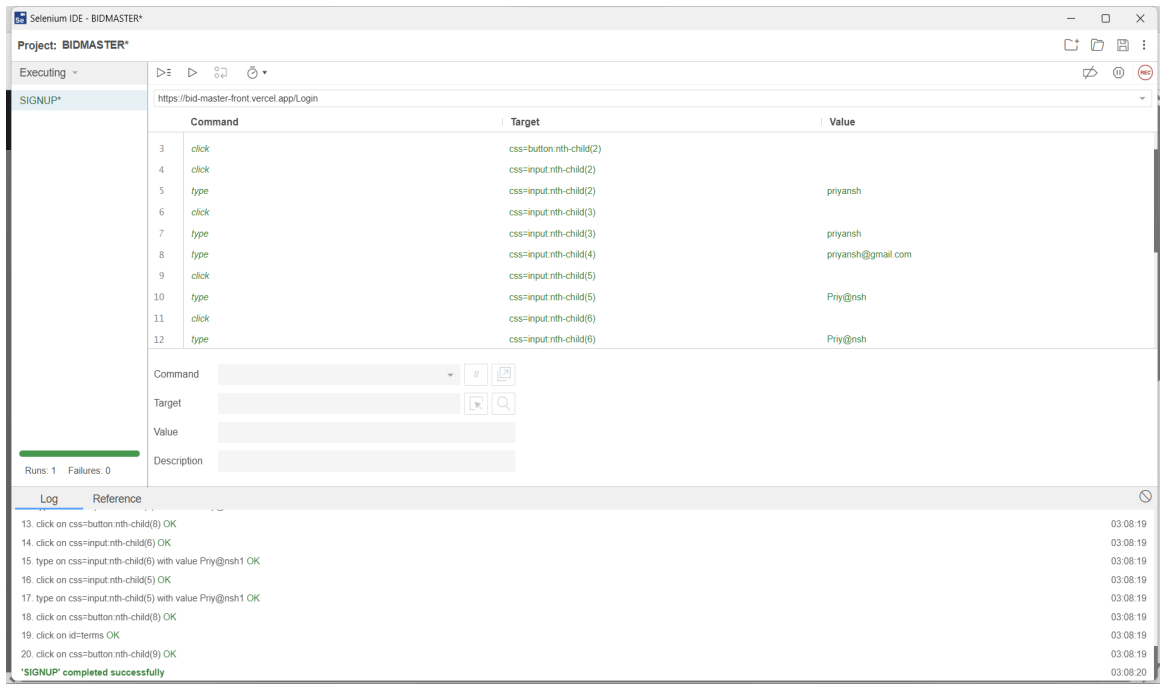 Selenium IDE - BIDMASTER*
Project: BIDMASTER*
Executing
SIGNUP*
https://bid-master-front.vercel.app/Login
REC
Command Target Value
3 click css=button:nth-child(2)
4 click css=input:nth-child(2)
5 type css=input:nth-child(2) priyansh
6 click css=input:nth-child(3)
7 type css=input:nth-child(3) priyansh
8 type css=input:nth-child(4) priyansh@gmail.com
9 click css=input:nth-child(5)
10 type css=input:nth-child(5) Priy@nsh
11 click css=input:nth-child(6)
12 type css=input:nth-child(6) Priy@nsh
Command //
Target
Value
Description
Runs: 1 Failures: 0
Log Reference
13. click on css=button:nth-child(8) OK 03:08:19
14. click on css=input:nth-child(6) OK 03:08:19
15. type on css=input:nth-child(6) with value Priy@nsh1 OK 03:08:19
16. click on css=input:nth-child(5) OK 03:08:19
17. type on css=input:nth-child(5) with value Priy@nsh1 OK 03:08:19
18. click on css=button:nth-child(8) OK 03:08:19
19. click on id=terms OK 03:08:19
20. click on css=button:nth-child(9) OK 03:08:19
'SIGNUP' completed successfully 03:08:20